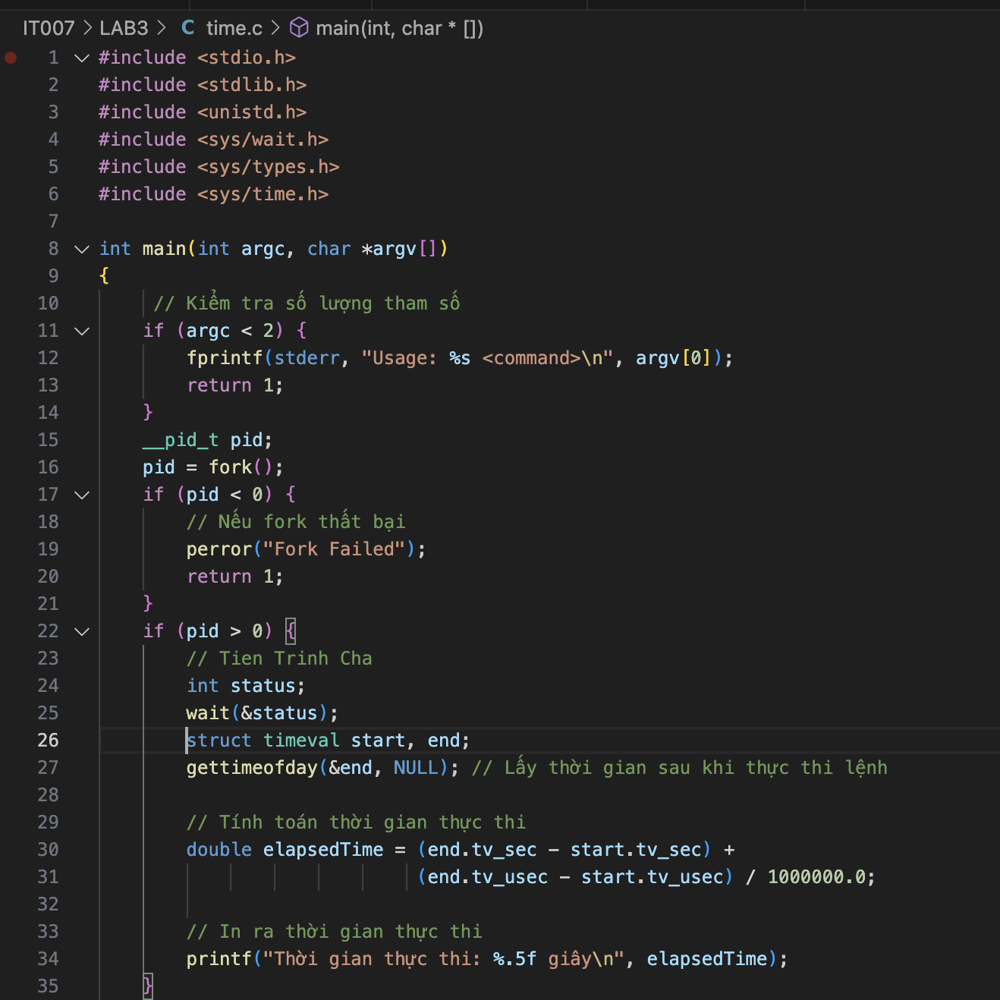 IT007 > LAB3 > C time.c > main(int, char * [])
1 #include <stdio.h>
2 #include <stdlib.h>
3 #include <unistd.h>
4 #include <sys/wait.h>
5 #include <sys/types.h>
6 #include <sys/time.h>
7
8 int main(int argc, char *argv[])
9 {
10 // Kiểm tra số lượng tham số
11 if (argc < 2) {
12 fprintf(stderr, "Usage: %s <command>\n", argv[0]);
13 return 1;
14 }
15 __pid_t pid;
16 pid = fork();
17 if (pid < 0) {
18 // Nếu fork thất bại
19 perror("Fork Failed");
20 return 1;
21 }
22 if (pid > 0) {
23 // Tien Trinh Cha
24 int status;
25 wait(&status);
26 struct timeval start, end;
27 gettimeofday(&end, NULL); // Lấy thời gian sau khi thực thi lệnh
28
29 // Tính toán thời gian thực thi
30 double elapsedTime = (end.tv_sec - start.tv_sec) +
31 (end.tv_usec - start.tv_usec) / 1000000.0;
32
33 // In ra thời gian thực thi
34 printf("Thời gian thực thi: %.5f giây\n", elapsedTime);
35 }